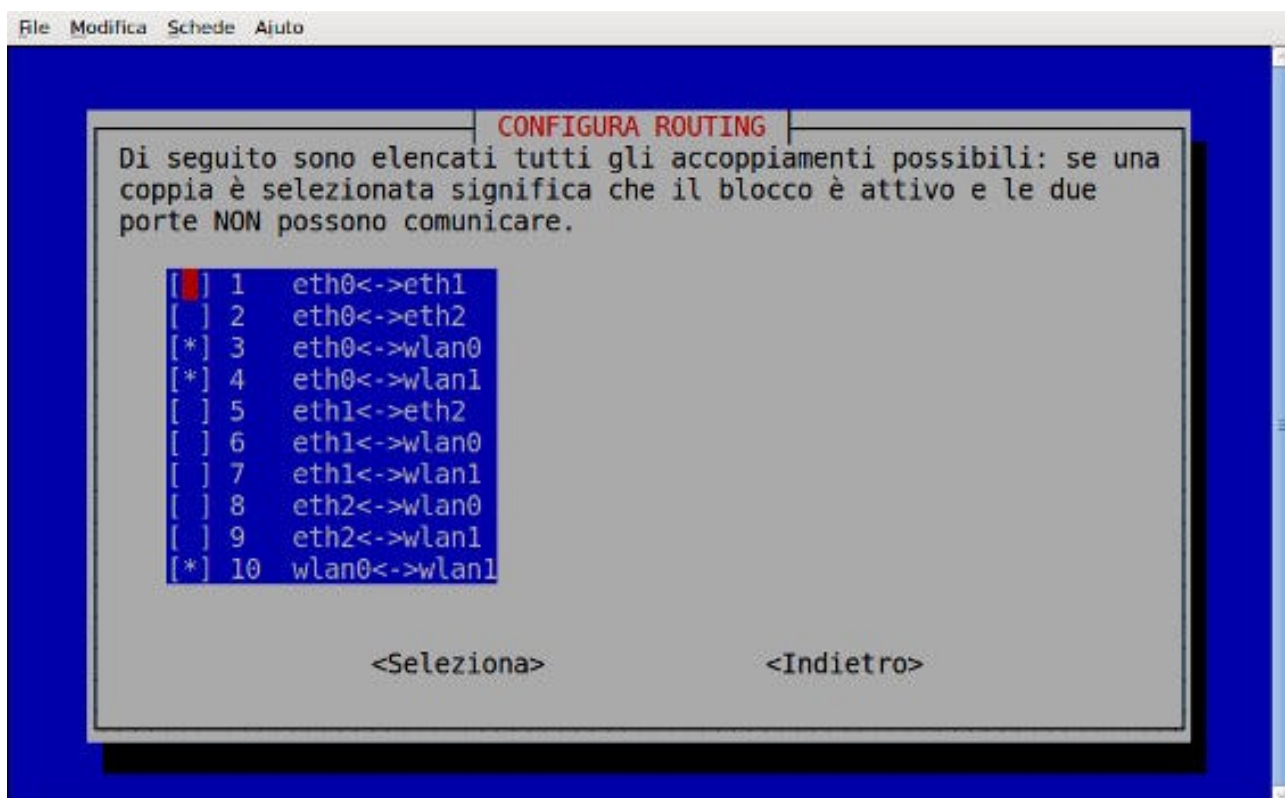 File Modifica Schede Aiuto
CONFIGURA ROUTING
Di seguito sono elencati tutti gli accoppiamenti possibili: se una
coppia è selezionata significa che il blocco è attivo e le due
porte NON possono comunicare.
[ ] 1 eth0<->eth1
[ ] 2 eth0<->eth2
[*] 3 eth0<->wlan0
[*] 4 eth0<->wlan1
[ ] 5 eth1<->eth2
[ ] 6 eth1<->wlan0
[ ] 7 eth1<->wlan1
[ ] 8 eth2<->wlan0
[ ] 9 eth2<->wlan1
[*] 10 wlan0<->wlan1
<Seleziona> <Indietro>